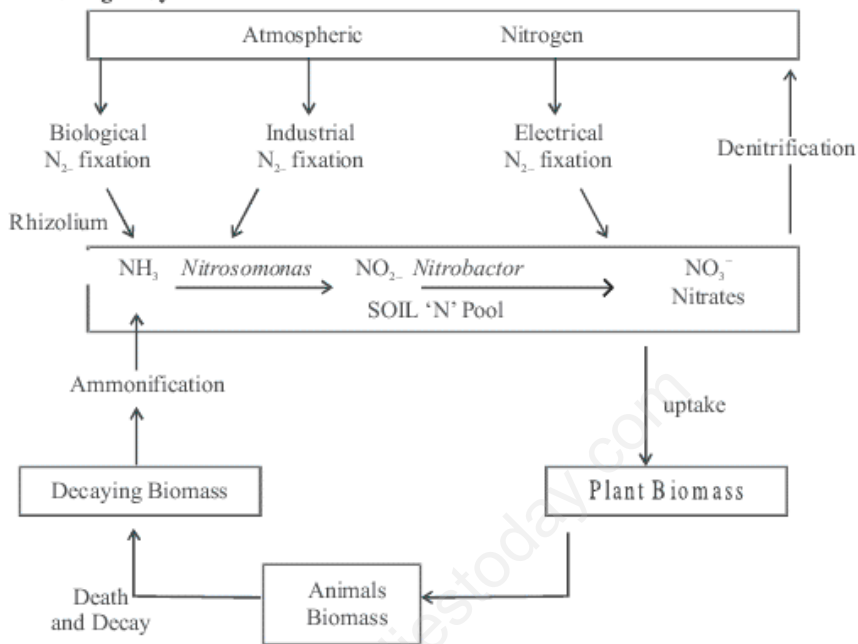 Atmospheric Nitrogen
Biological
N₂₋ fixation
Industrial
N₂₋ fixation
Electrical
N₂₋ fixation
Denitrification
Rhizolium
NH₃ Nitrosomonas NO₂₋ Nitrobactor NO₃⁻
Nitrates
SOIL ‘N’ Pool
Ammonification
uptake
Decaying Biomass
Plant Biomass
Death
and Decay
Animals
Biomass